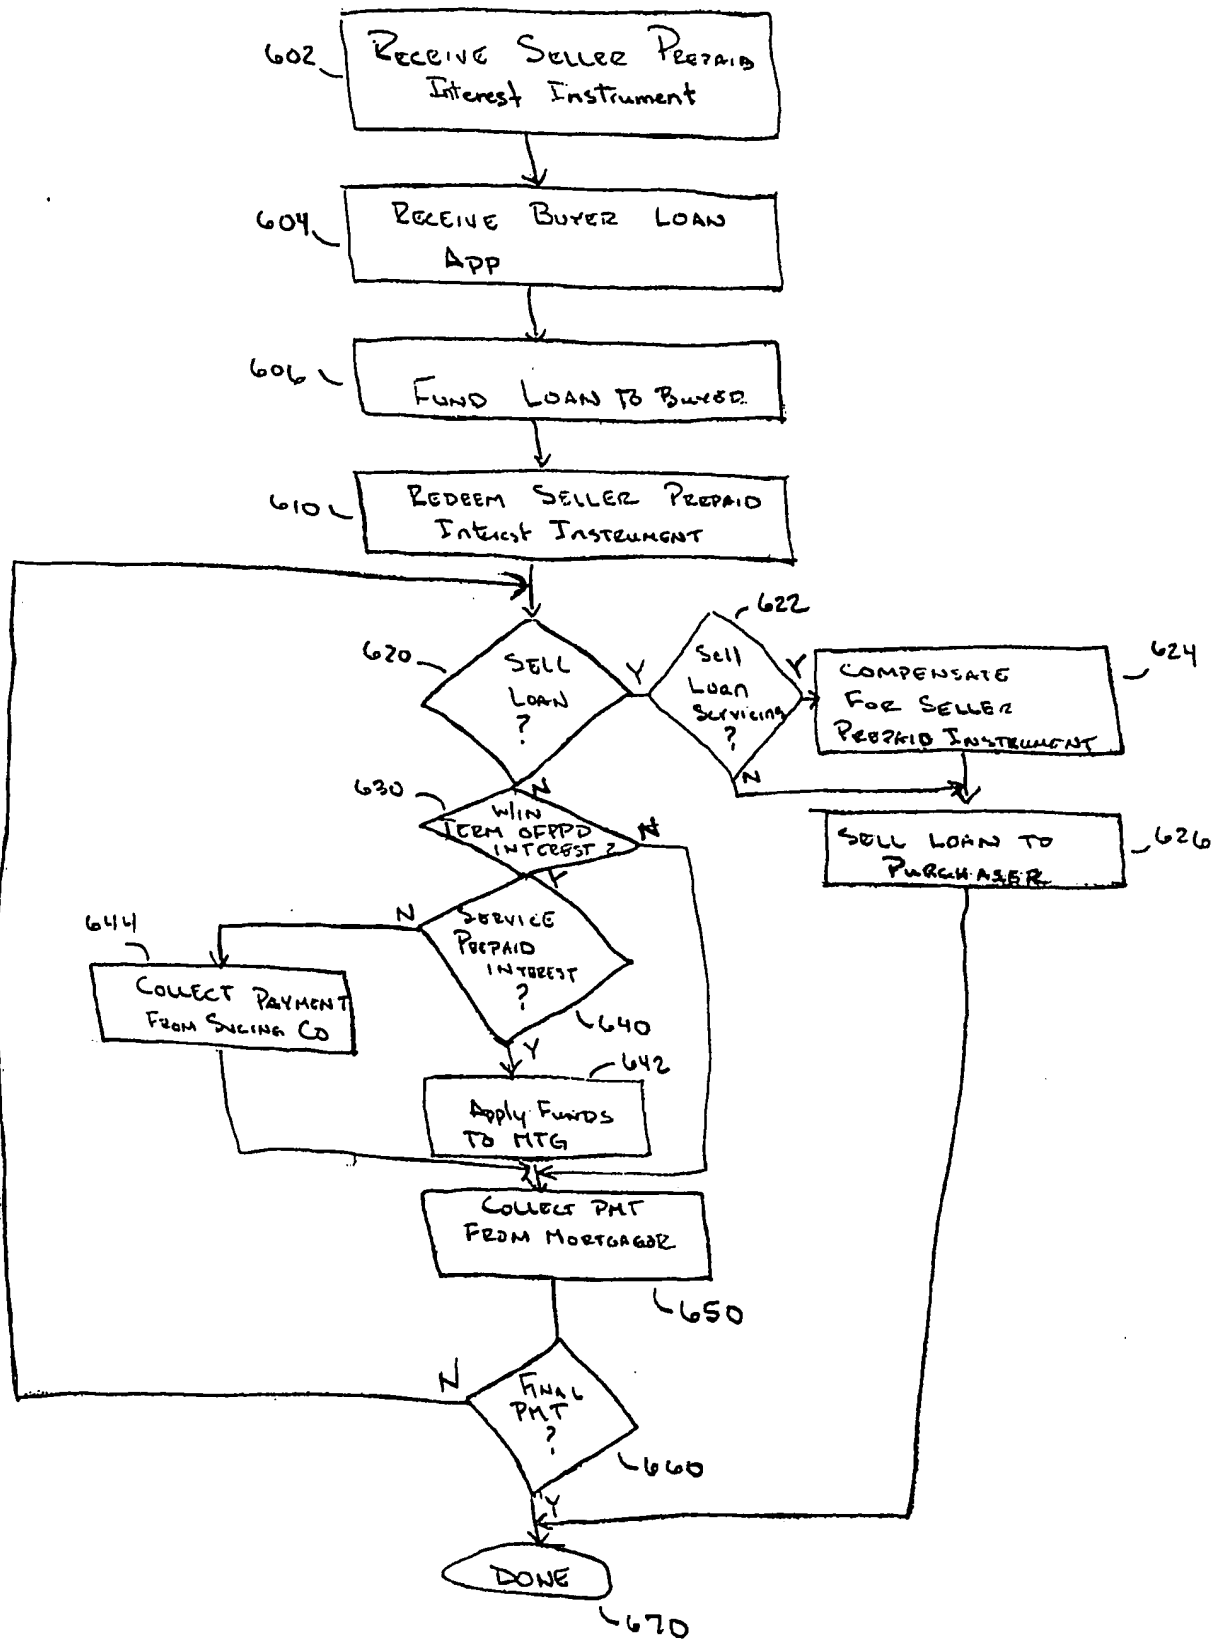 602
RECEIVE SELLER PREPAID
Interest Instrument
604
RECEIVE BUYER LOAN
APP
606
FUND LOAN TO BUYER
610
REDEEM SELLER PREPAID
Interest INSTRUMENT
620
SELL
LOAN
?
Y
N
622
Sell
Loan
Servicing
?
Y
N
624
COMPENSATE
FOR SELLER
PREPAID INSTRUMENT
626
SELL LOAN TO
PURCHASER
630
W/IN
TERM OF PPD
INTEREST ?
N
Y
SERVICE
PREPAID
INTEREST
?
640
N
Y
644
COLLECT PAYMENT
FROM SVCING CO
642
Apply FUNDS
TO MTG
COLLECT PMT
FROM MORTGAGOR
650
FINAL
PMT
?
660
N
Y
DONE
670